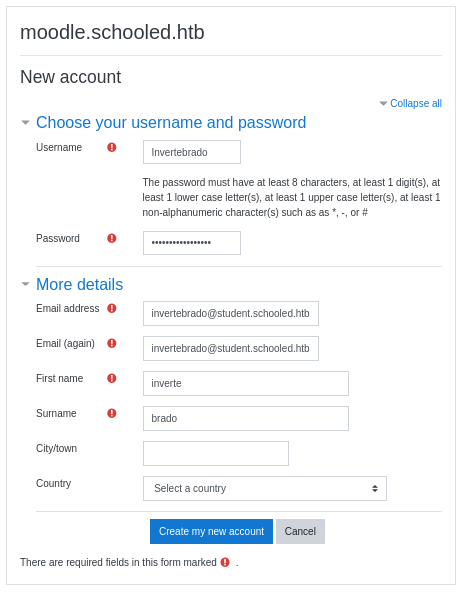 moodle.schooled.htb
New account
Collapse all
Choose your username and password
Username
Invertebrado
The password must have at least 8 characters, at least 1 digit(s), at
least 1 lower case letter(s), at least 1 upper case letter(s), at least 1
non-alphanumeric character(s) such as as *, -, or #
Password
•••••••••••••••••
More details
Email address
invertebrado@student.schooled.htb
Email (again)
invertebrado@student.schooled.htb
First name
inverte
Surname
brado
City/town
Country
Select a country
Create my new account
Cancel
There are required fields in this form marked .